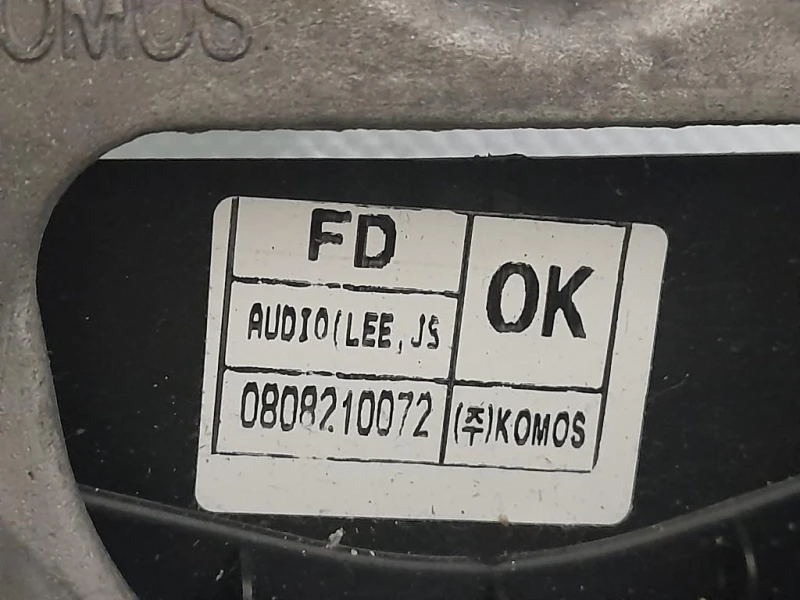 KOMOS
FD
OK
AUDIO(LEE, JS
0808210072
(주)KOMOS